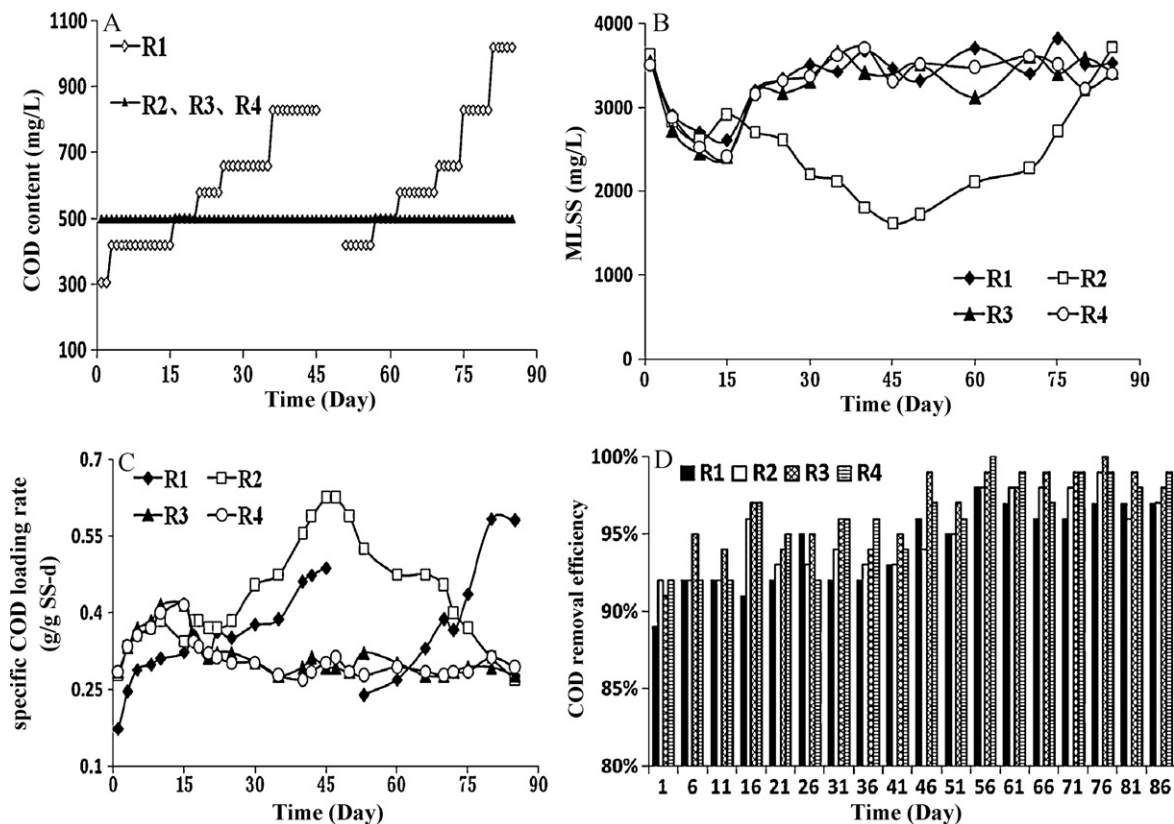 A
1100
900
700
500
300
100
COD content (mg/L)
R1
R2、R3、R4
0 15 30 45 60 75 90
Time (Day)
B
4000
3000
2000
1000
0
MLSS (mg/L)
R1 R2
R3 R4
0 15 30 45 60 75 90
Time (Day)
C
0.7
0.55
0.4
0.25
0.1
specific COD loading rate
(g/g SS-d)
R1 R2
R3 R4
0 15 30 45 60 75 90
Time (Day)
D
100%
95%
90%
85%
80%
COD removal efficiency
R1 R2 R3 R4
1 6 11 16 21 26 31 36 41 46 51 56 61 66 71 76 81 86
Time (Day)